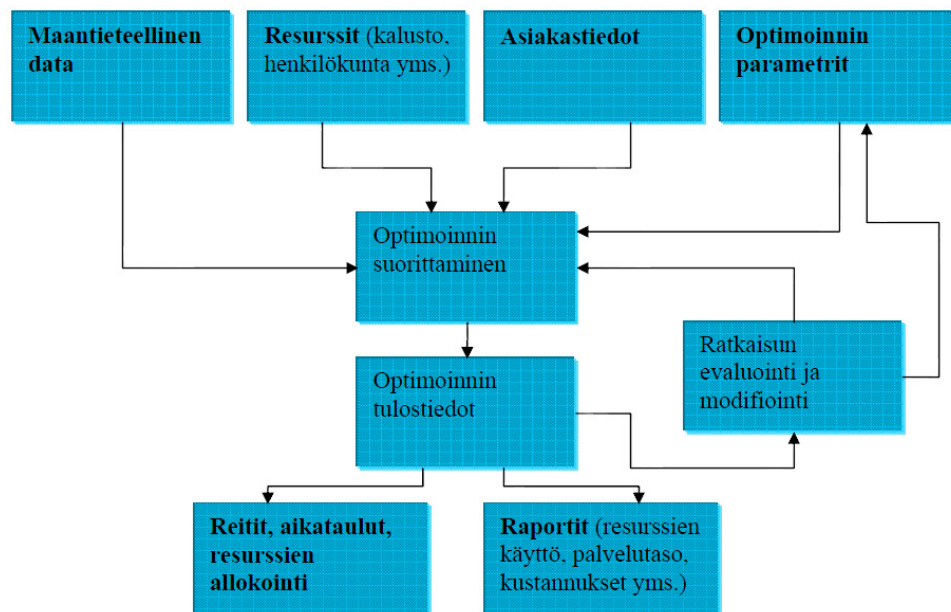 Maantieteellinen
data
Resurssit (kalusto,
henkilökunta yms.)
Asiakastiedot
Optimoinnin
parametrit
Optimoinnin
suorittaminen
Ratkaisun
evaluointi ja
modifiointi
Optimoinnin
tulostiedot
Reitit, aikataulut,
resurssien
allokointi
Raportit (resurssien
käyttö, palvelutaso,
kustannukset yms.)